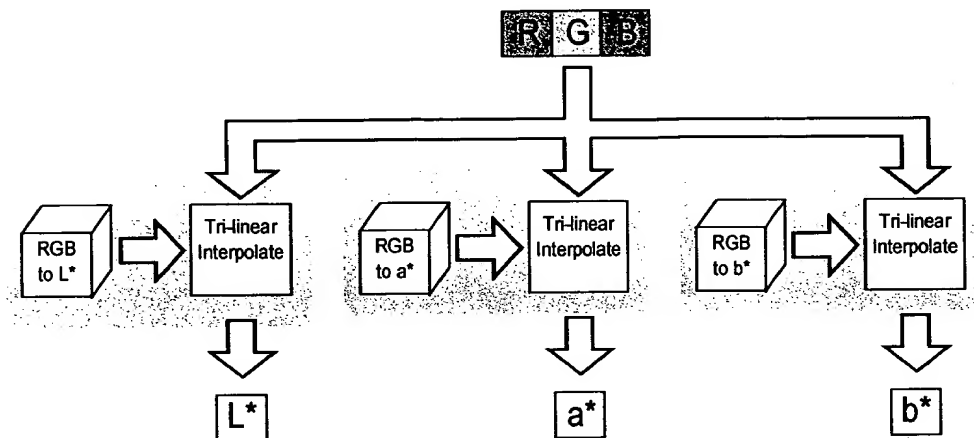 R G B
RGB
to L*
Tri-linear
Interpolate
RGB
to a*
Tri-linear
Interpolate
RGB
to b*
Tri-linear
Interpolate
L*
a*
b*